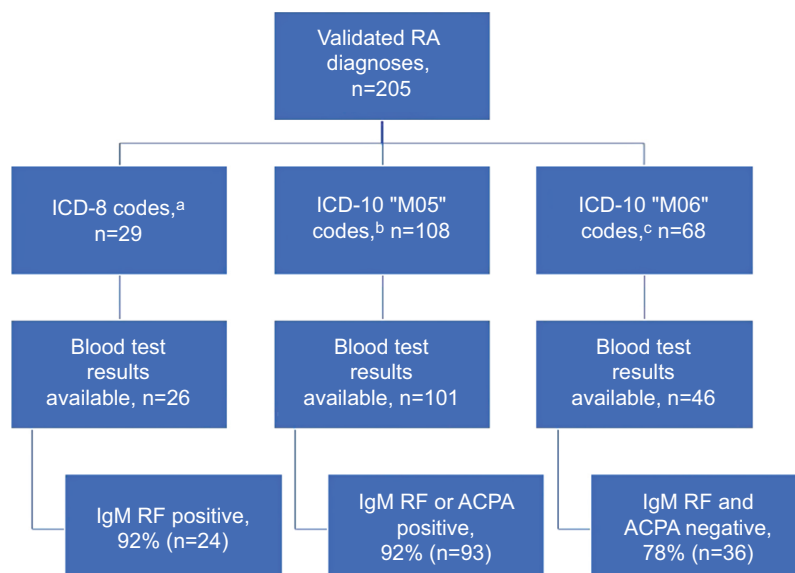 Validated RA
diagnoses,
n=205
ICD-8 codes,ᵃ
n=29
ICD-10 "M05"
codes,ᵇ n=108
ICD-10 "M06"
codes,ᶜ n=68
Blood test
results
available, n=26
Blood test
results
available, n=101
Blood test
results
available, n=46
IgM RF positive,
92% (n=24)
IgM RF or ACPA
positive,
92% (n=93)
IgM RF and
ACPA negative,
78% (n=36)